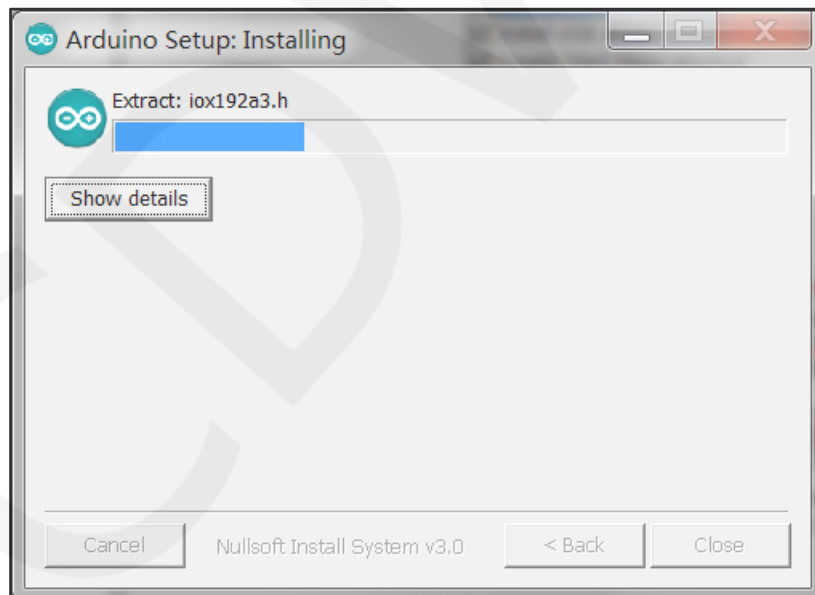 Arduino Setup: Installing
Extract: iox192a3.h
Show details
Cancel
Nullsoft Install System v3.0
< Back
Close